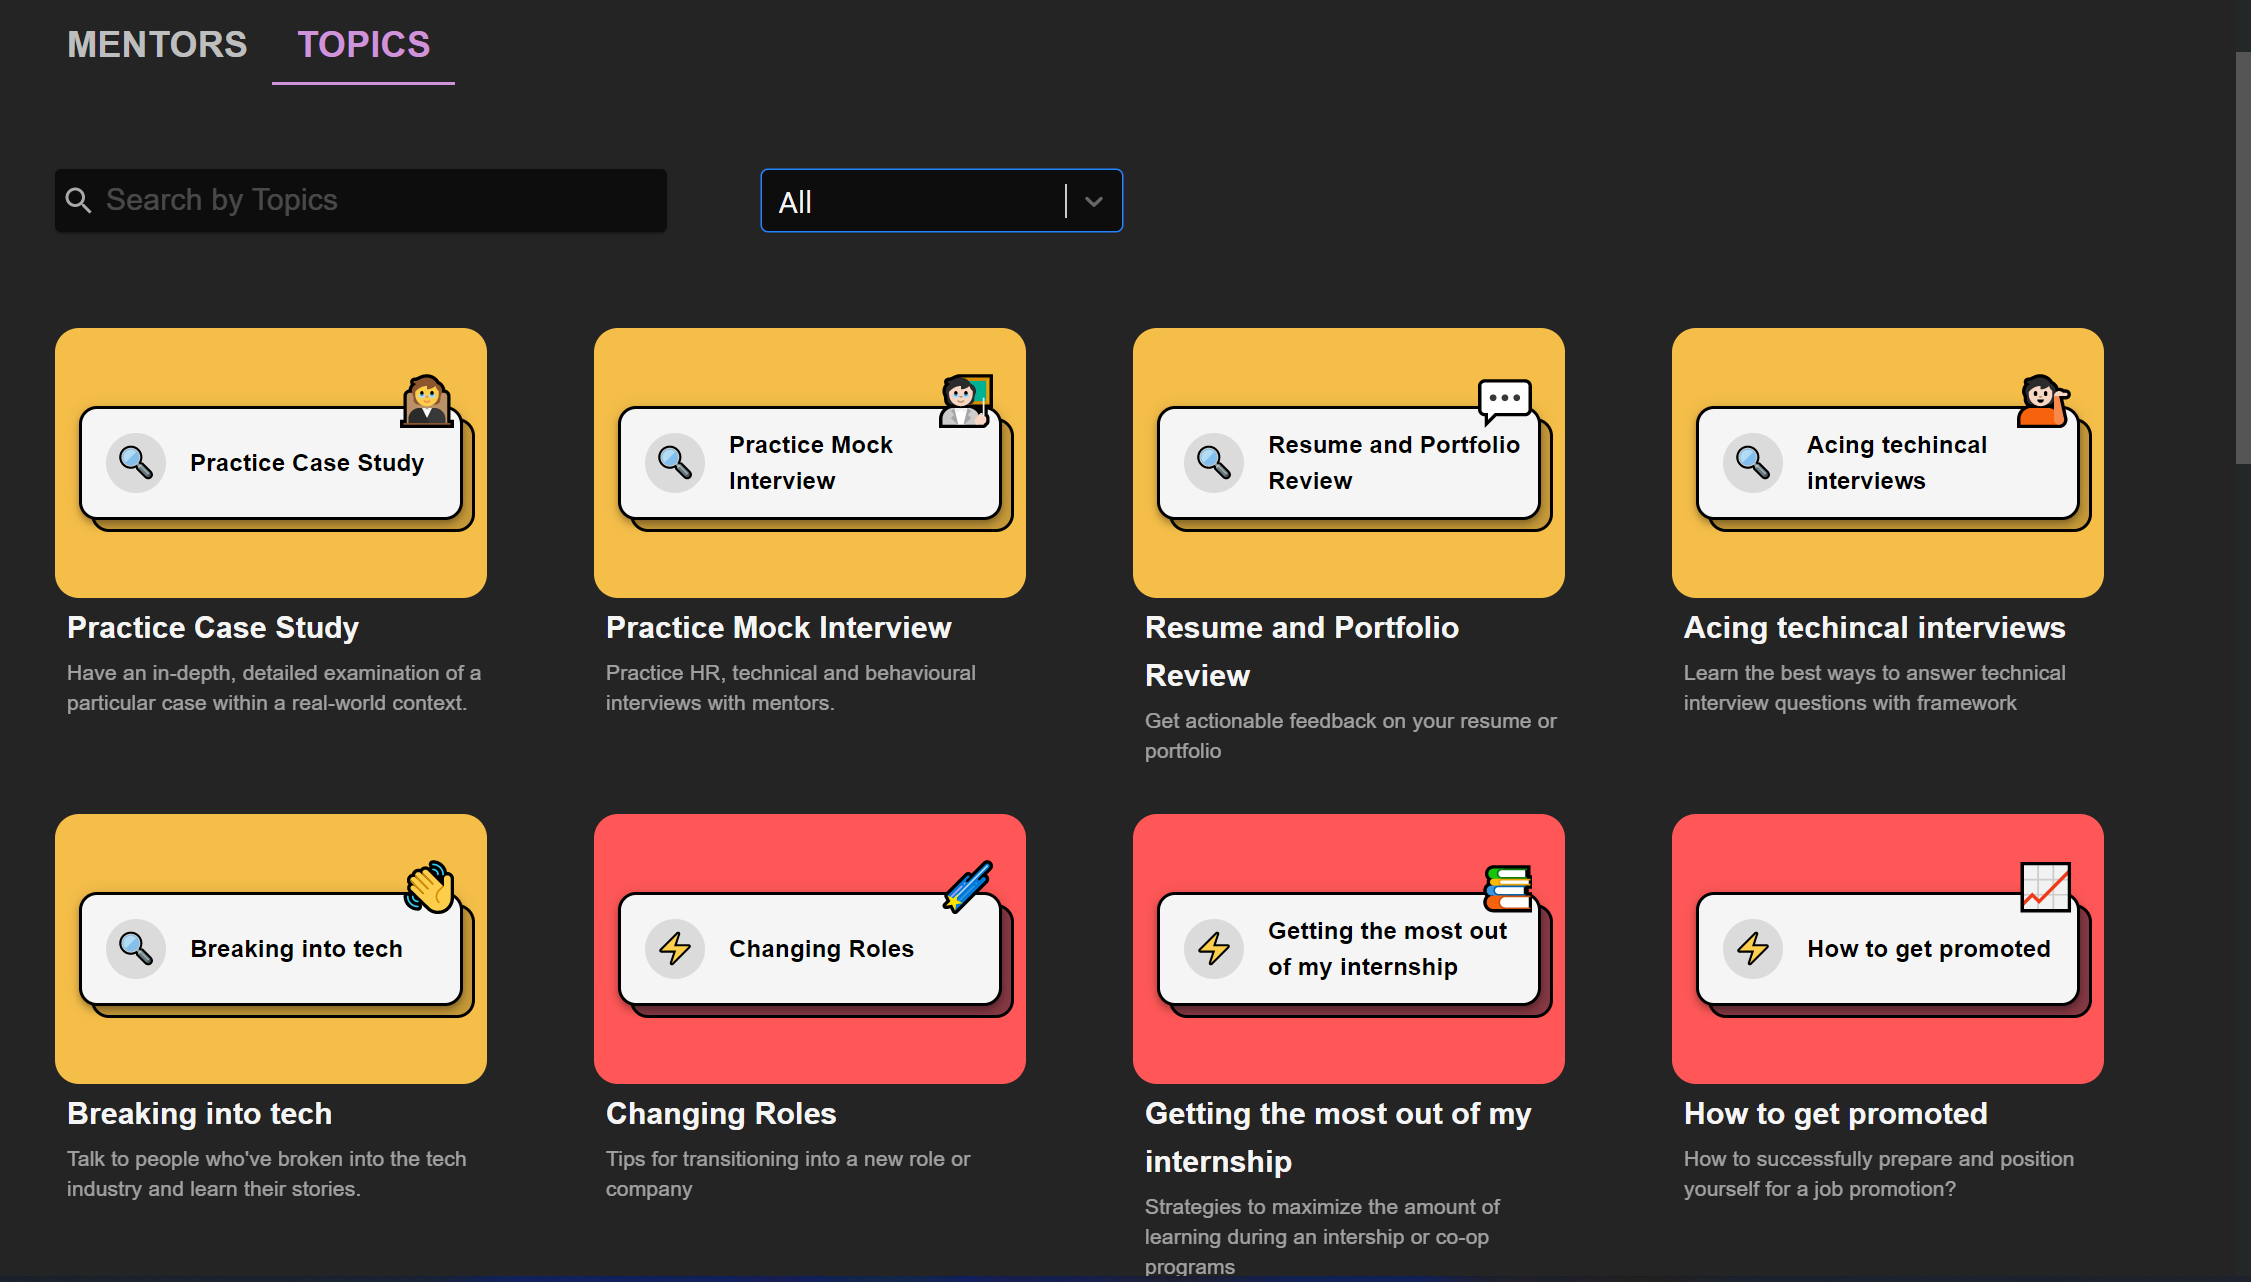 MENTORS TOPICS
Search by Topics
All
Practice Case Study
Practice Mock
Interview
Resume and Portfolio
Review
Acing techincal
interviews
Practice Case Study
Have an in-depth, detailed examination of a
particular case within a real-world context.
Practice Mock Interview
Practice HR, technical and behavioural
interviews with mentors.
Resume and Portfolio
Review
Get actionable feedback on your resume or
portfolio
Acing techincal interviews
Learn the best ways to answer technical
interview questions with framework
Breaking into tech
Changing Roles
Getting the most out
of my internship
How to get promoted
Breaking into tech
Talk to people who've broken into the tech
industry and learn their stories.
Changing Roles
Tips for transitioning into a new role or
company
Getting the most out of my
internship
Strategies to maximize the amount of
learning during an intership or co-op
programs
How to get promoted
How to successfully prepare and position
yourself for a job promotion?